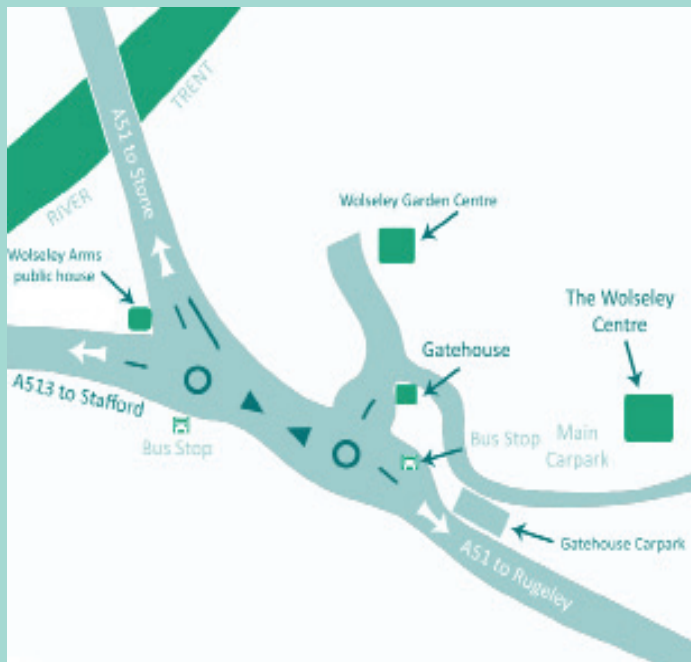 TRENT
RIVER
A51 to Stone
Wolseley Garden Centre
Wolseley Arms
public house
The Wolseley
Centre
Gatehouse
A513 to Stafford
Bus Stop
Bus Stop
Main
Carpark
Gatehouse Carpark
A51 to Rugeley